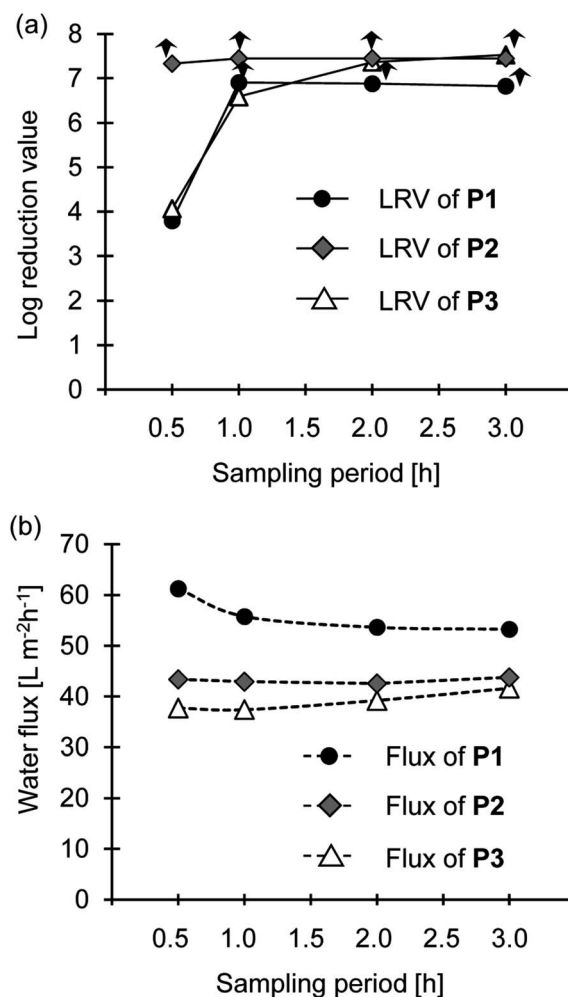 (a)
8
7
6
5
4
3
2
1
0
Log reduction value
LRV of P1
LRV of P2
LRV of P3
0.5 1.0 1.5 2.0 2.5 3.0
Sampling period [h]
(b)
70
60
50
40
30
20
10
0
Water flux [L m⁻²h⁻¹]
Flux of P1
Flux of P2
Flux of P3
0.5 1.0 1.5 2.0 2.5 3.0
Sampling period [h]